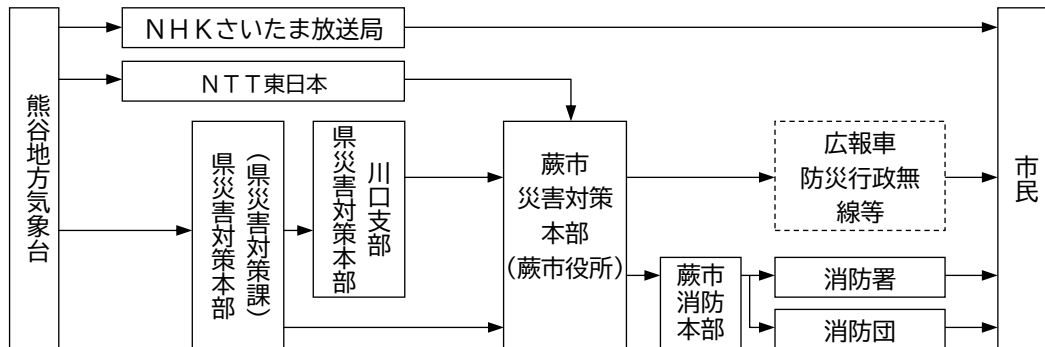 NHKさいたま放送局
NTT東日本
熊谷地方気象台
県災害対策本部
(県災害対策課)
県災害対策本部
川口支部
蕨市
災害対策
本部
(蕨市役所)
広報車
防災行政無
線等
市民
蕨市
消防
本部
消防署
消防団